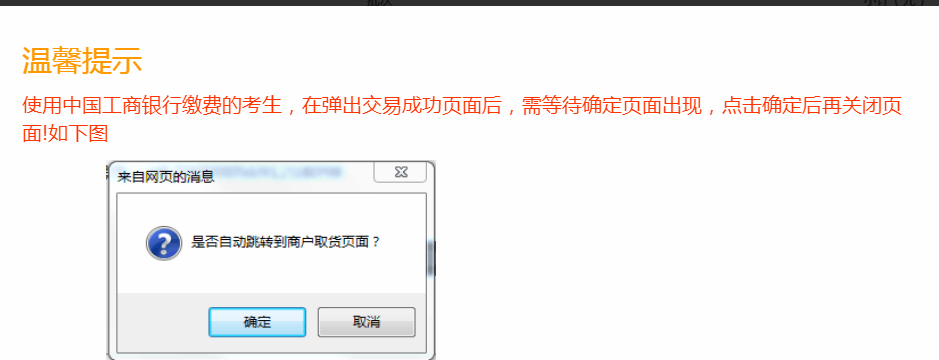 温馨提示
使用中国工商银行缴费的考生，在弹出交易成功页面后，需等待确定页面出现，点击确定后再关闭页
面!如下图
来自网页的消息
是否自动跳转到商户取货页面？
确定 取消